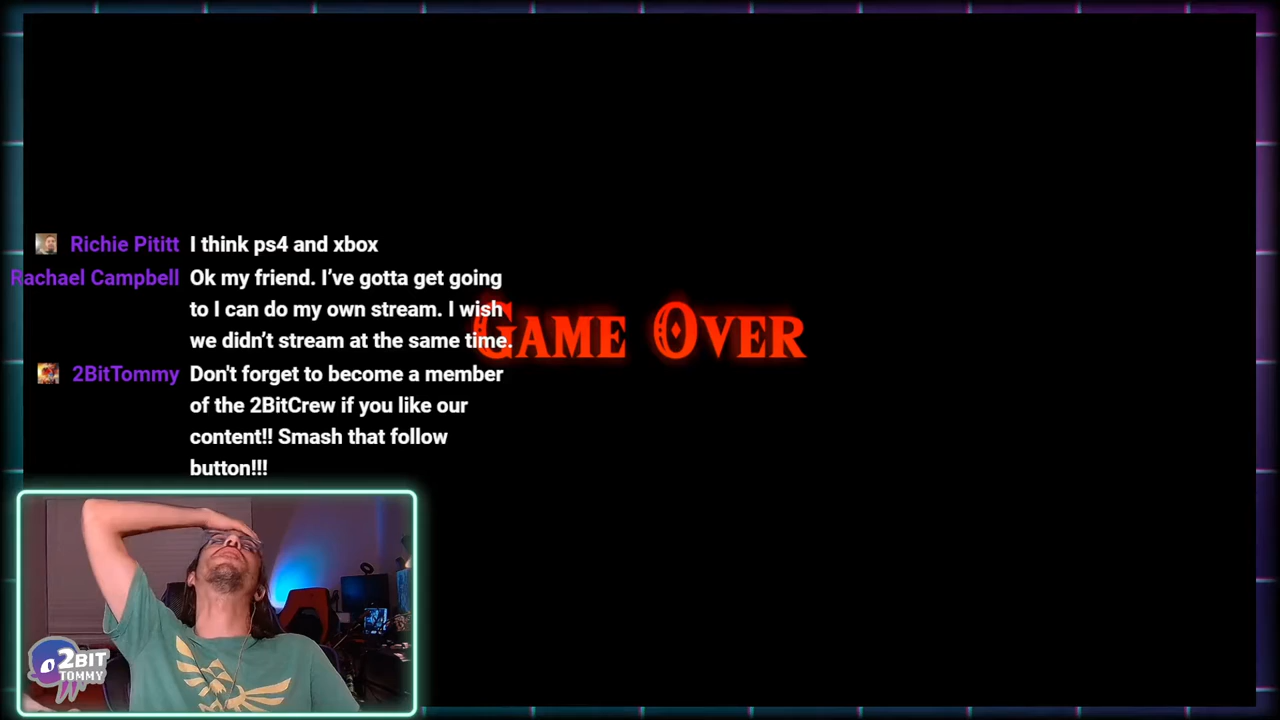 Richie Pititt I think ps4 and xbox
Rachael Campbell Ok my friend. I've gotta get going
to I can do my own stream. I wish
we didn't stream at the same time.
Game Over
2BitTommy Don't forget to become a member
of the 2BitCrew if you like our
content!! Smash that follow
button!!!
2BIT
TOMMY